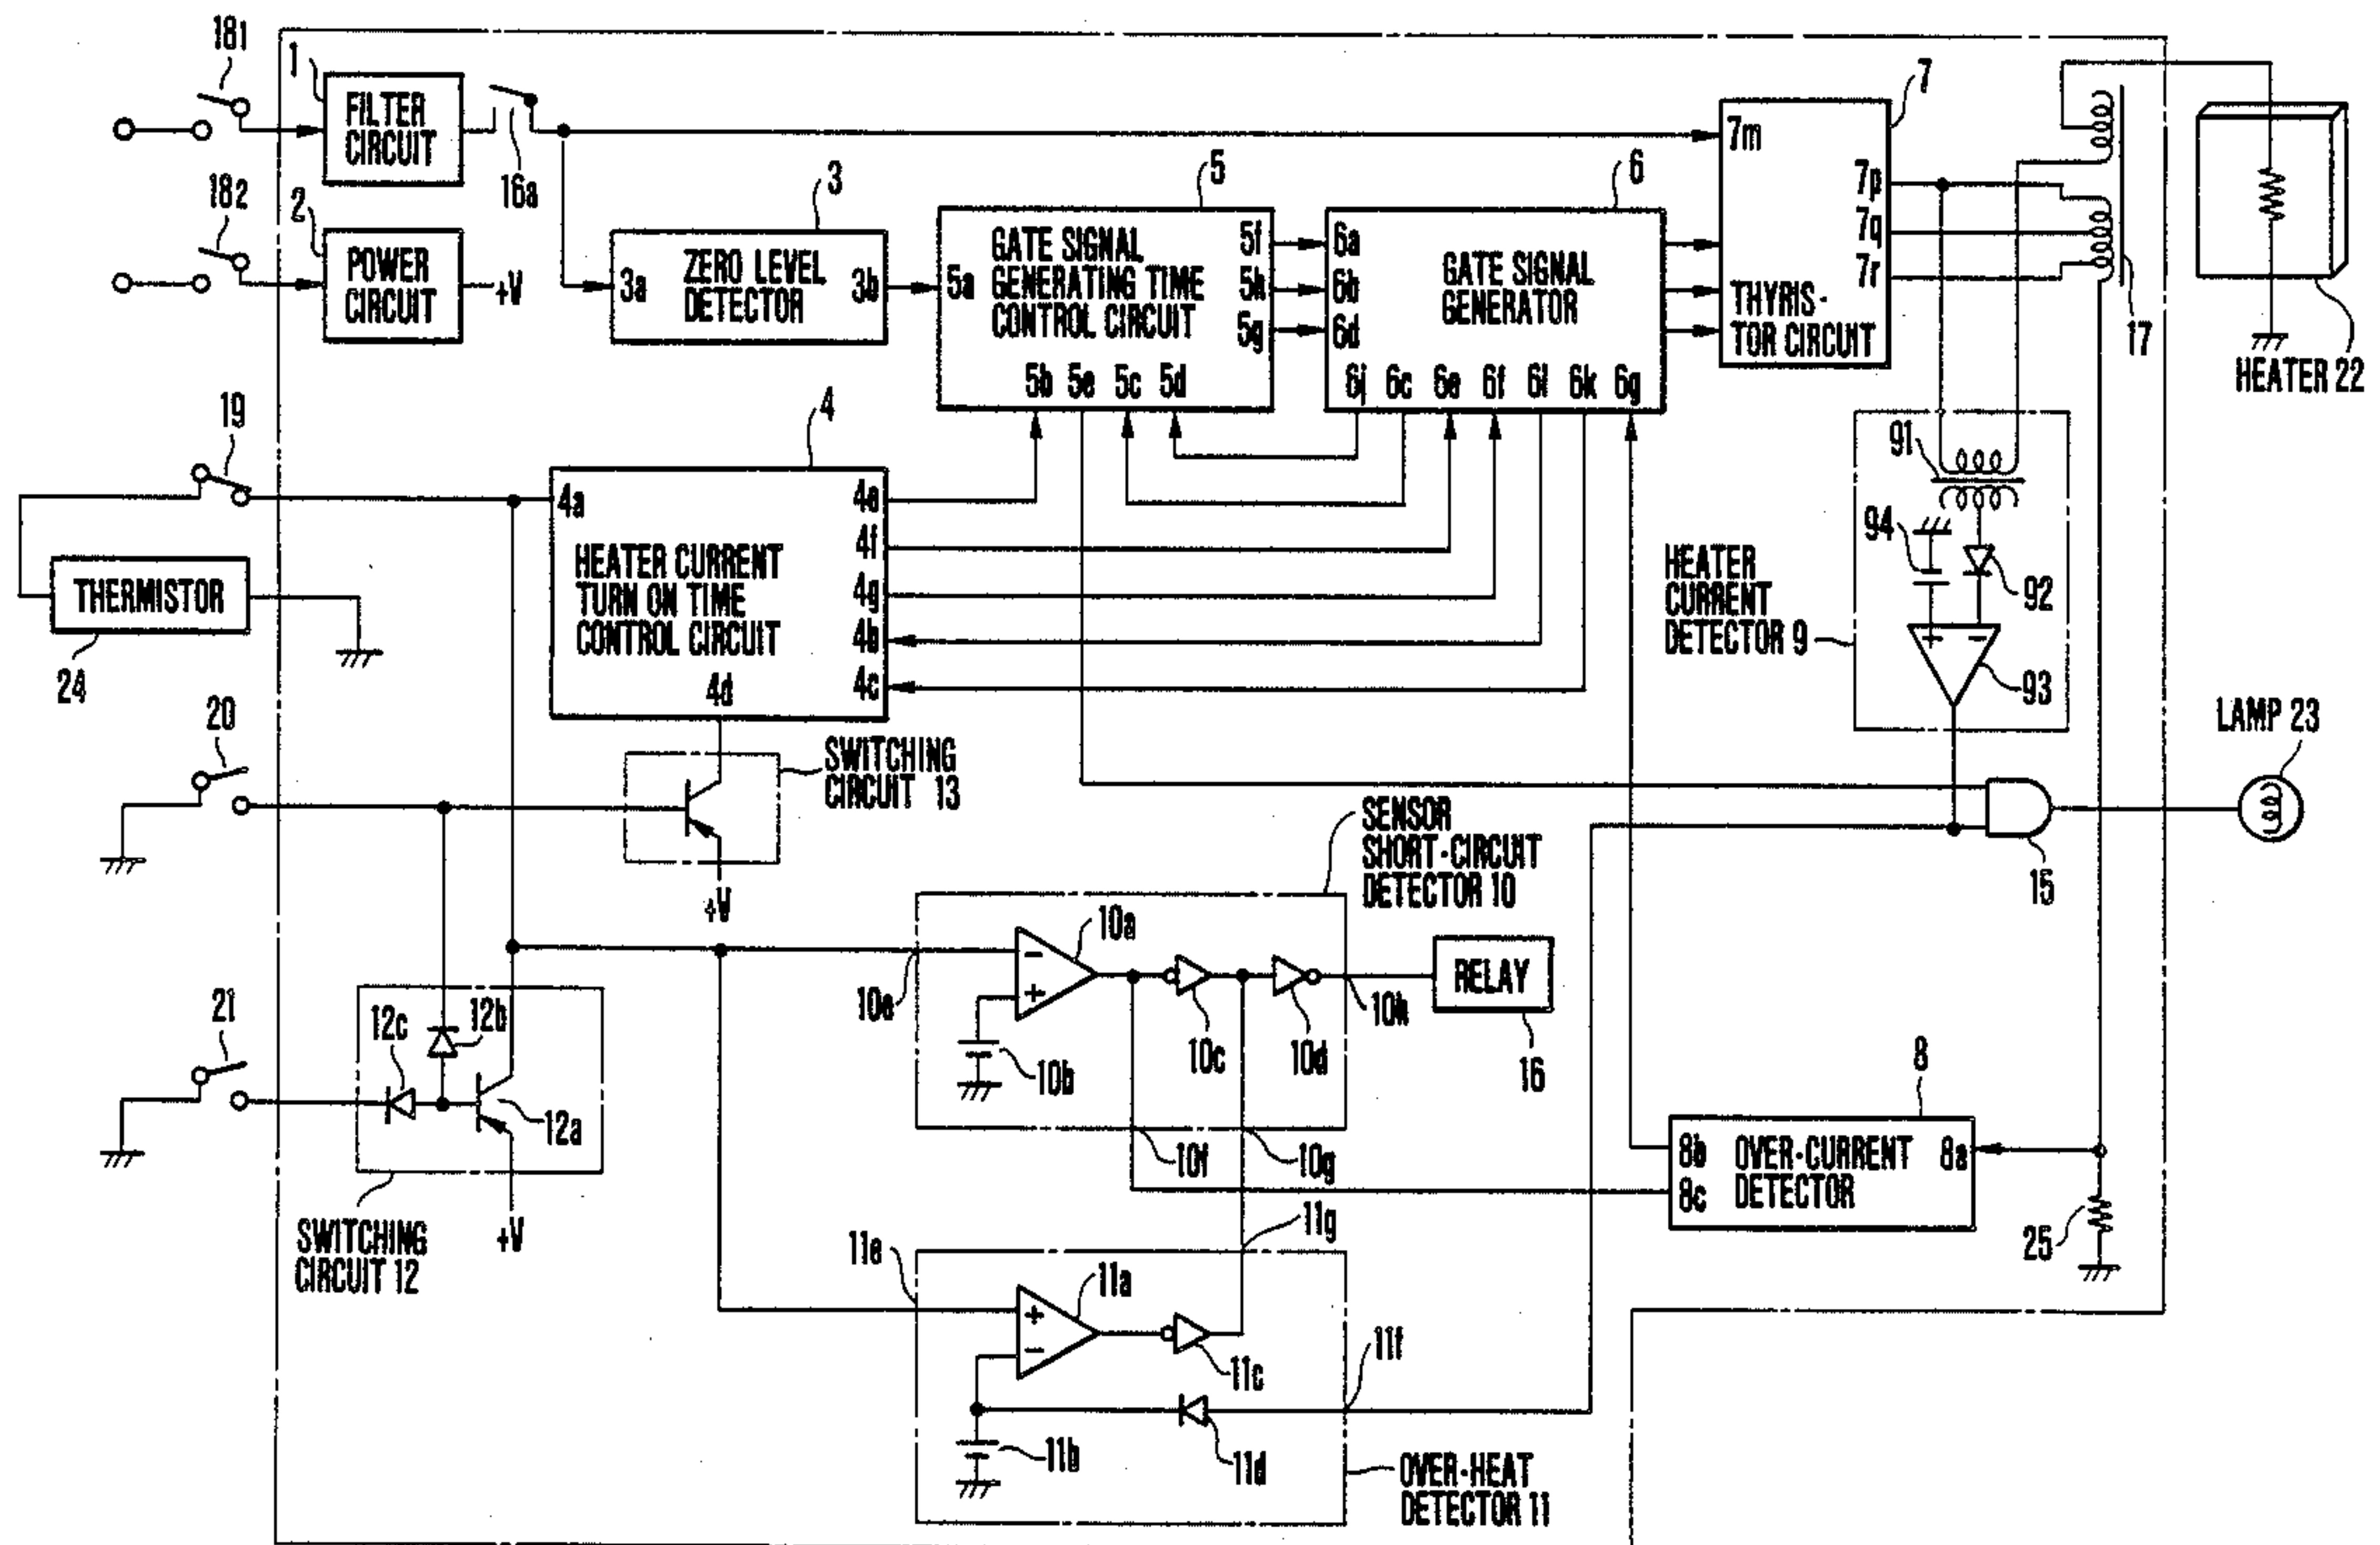 181
1
FILTER
CIRCUIT
16a
182
2
POWER
CIRCUIT
+V
3
3a
ZERO LEVEL
DETECTOR
3b
5
5a
GATE SIGNAL
GENERATING TIME
CONTROL CIRCUIT
5f
5h
5g
5b
5e
5c
5d
6
6a
6b
6d
GATE SIGNAL
GENERATOR
6j
6c
6e
6f
6l
6k
6g
7
7m
7p
7q
7r
THYRIS-
TOR CIRCUIT
17
HEATER 22
19
THERMISTOR
24
4
4a
HEATER CURRENT
TURN ON TIME
CONTROL CIRCUIT
4d
4e
4f
4g
4b
4c
91
94
92
93
HEATER
CURRENT
DETECTOR 9
LAMP 23
15
20
SWITCHING
CIRCUIT 13
+V
21
12c
12b
12a
+V
SWITCHING
CIRCUIT 12
SENSOR
SHORT-CIRCUIT
DETECTOR 10
10a
-
+
10b
10c
10d
10e
10f
10g
10h
RELAY
16
8
8b
8c
OVER-CURRENT
DETECTOR
8a
25
11e
11a
+
-
11b
11c
11d
11f
11g
OVER-HEAT
DETECTOR 11
+
-